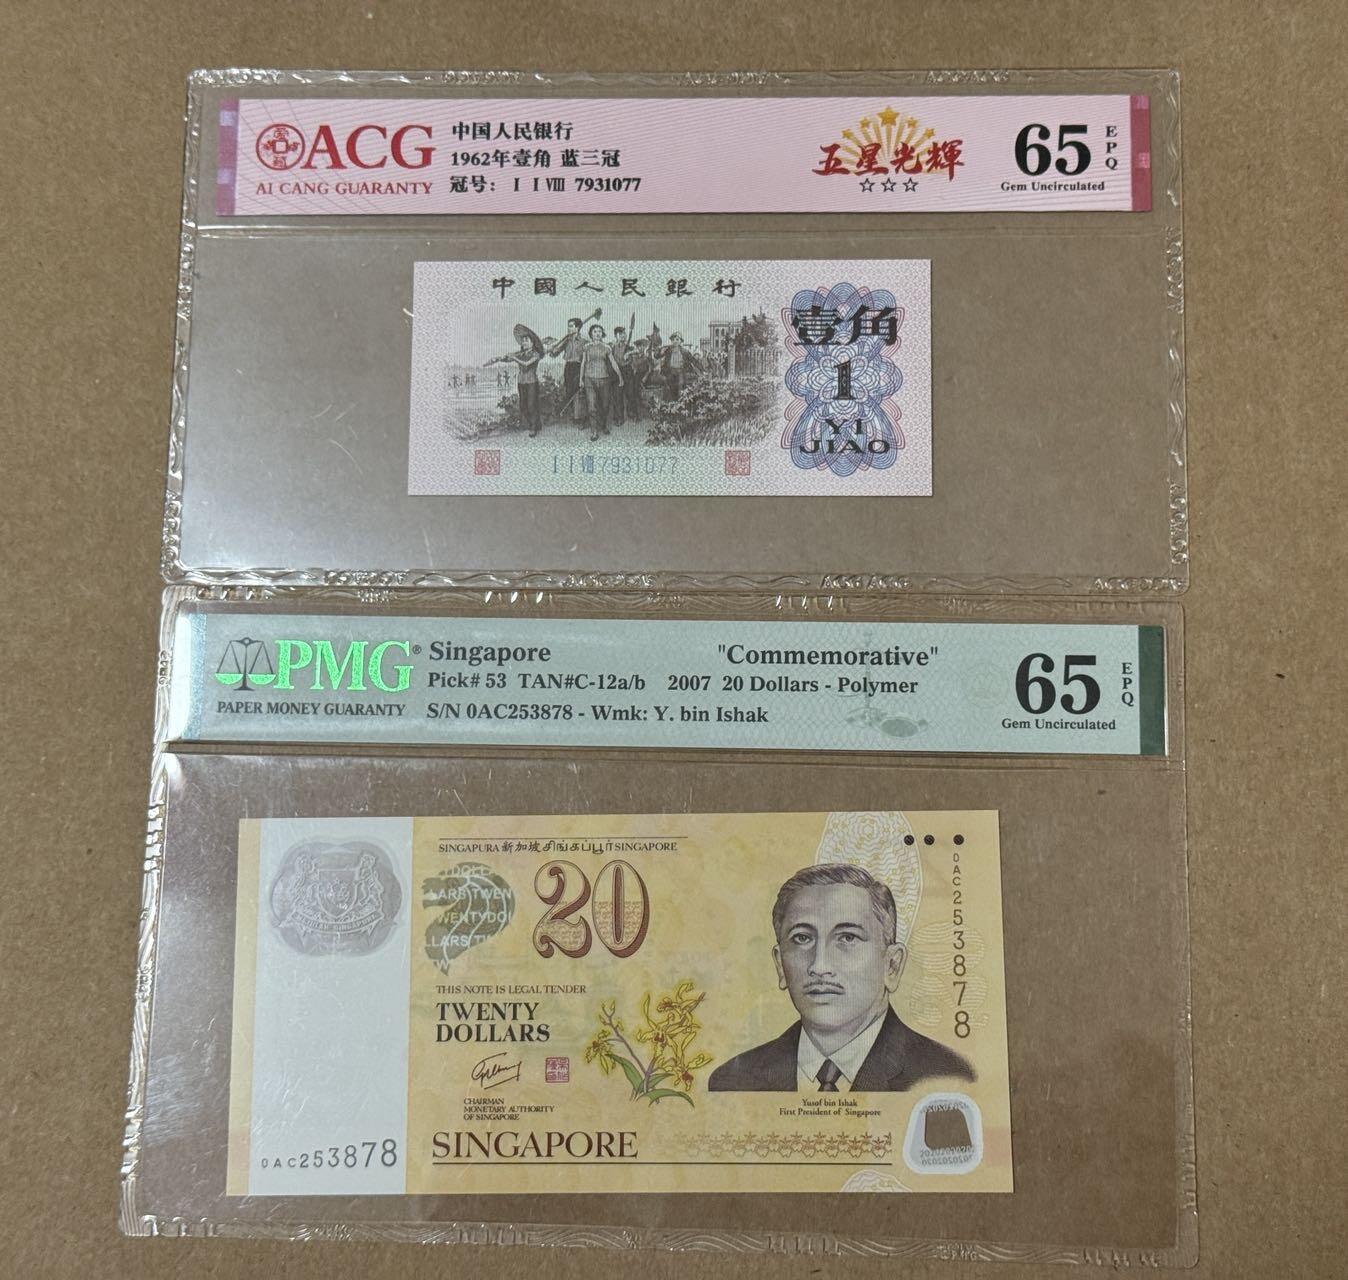 ACG
AI CANG GUARANTY
中国人民银行
1962年壹角 蓝三冠
冠号: I I VIII 7931077
五星光輝
☆☆☆
65
EPQ
Gem Uncirculated
中國人民銀行
壹角
1
YI
JIAO
I I VIII 7931077
PMG®
PAPER MONEY GUARANTY
Singapore "Commemorative"
Pick# 53 TAN#C-12a/b 2007 20 Dollars - Polymer
S/N 0AC253878 - Wmk: Y. bin Ishak
65
EPQ
Gem Uncirculated
SINGAPURA 新加坡 சிங்கப்பூர் SINGAPORE
20
0AC253878
THIS NOTE IS LEGAL TENDER
TWENTY
DOLLARS
CHAIRMAN
MONETARY AUTHORITY
OF SINGAPORE
Yusof bin Ishak
First President of Singapore
SINGAPORE
0AC253878